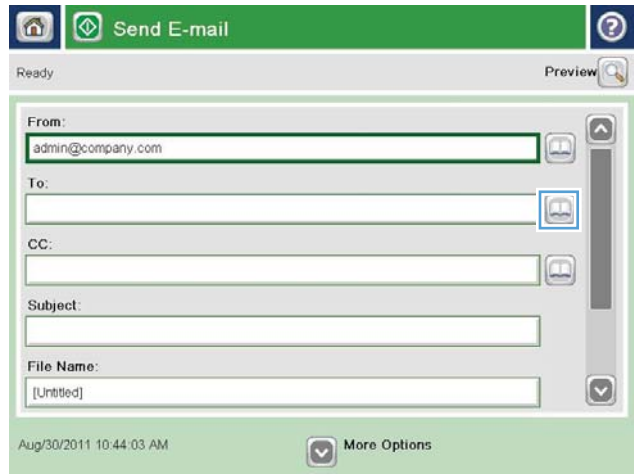 Send E-mail
Ready
Preview
From:
admin@company.com
To:
CC:
Subject:
File Name:
[Untitled]
Aug/30/2011 10:44:03 AM
More Options